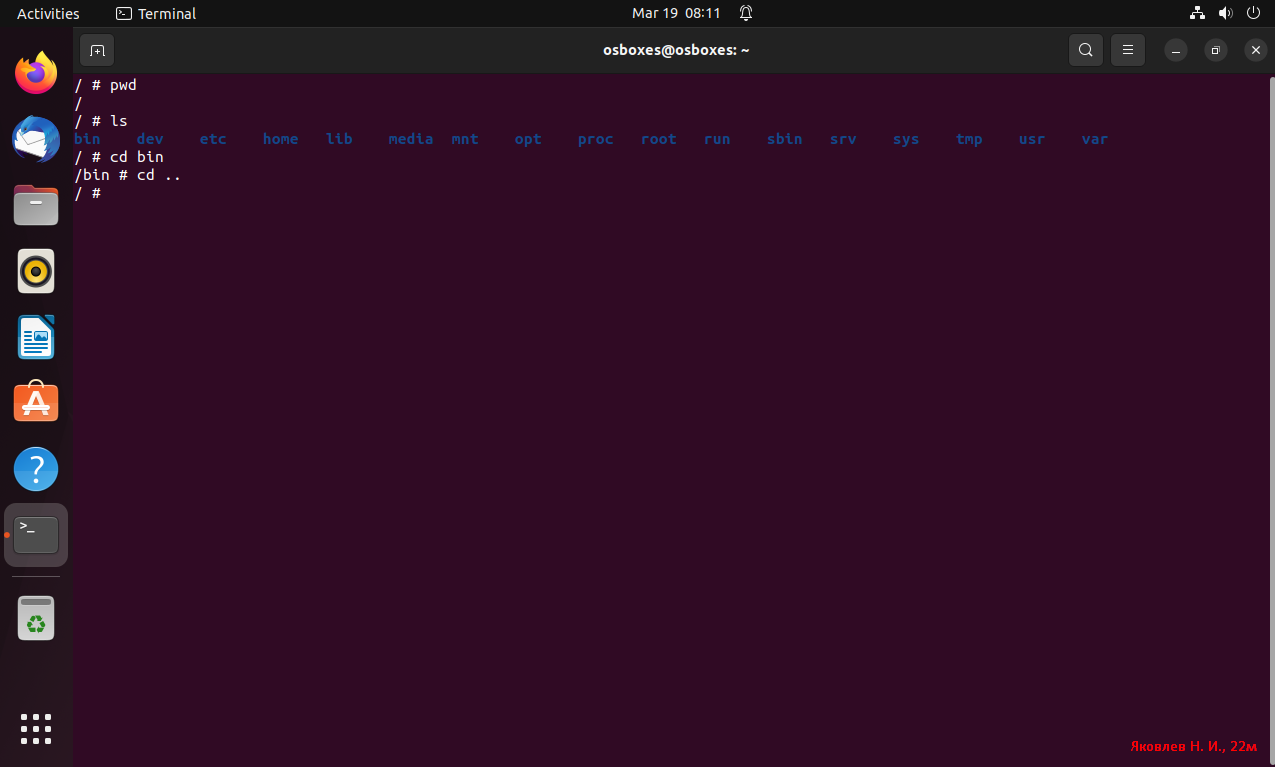 Activities
Terminal
Mar 19 08:11
osboxes@osboxes: ~
/ # pwd
/
/ # ls
bin dev etc home lib media mnt opt proc root run sbin srv sys tmp usr var
/ # cd bin
/bin # cd ..
/ #
Яковлев Н. И., 22м